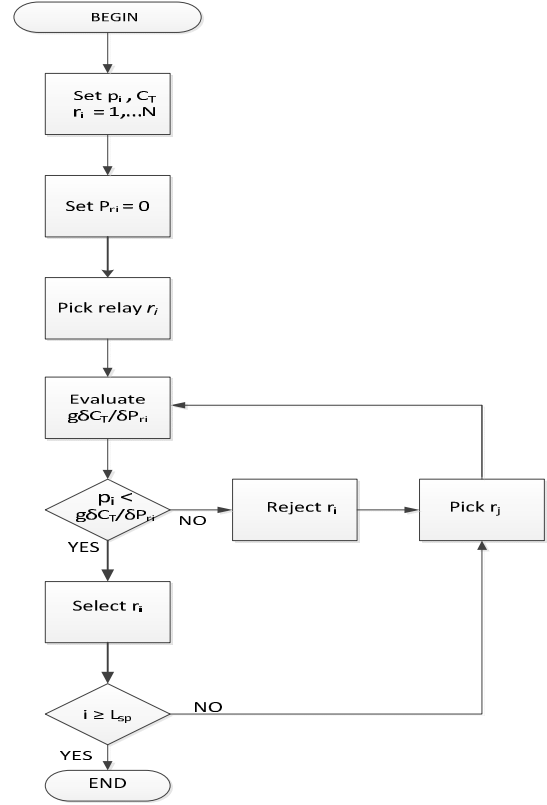 BEGIN
Set pᵢ , C_T
rᵢ = 1,...N
Set P_ri = 0
Pick relay rᵢ
Evaluate
gδC_T/δP_ri
pᵢ <
gδC_T/δP_ri
NO
Reject rᵢ
Pick rⱼ
YES
Select rᵢ
i ≥ L_sp
NO
YES
END